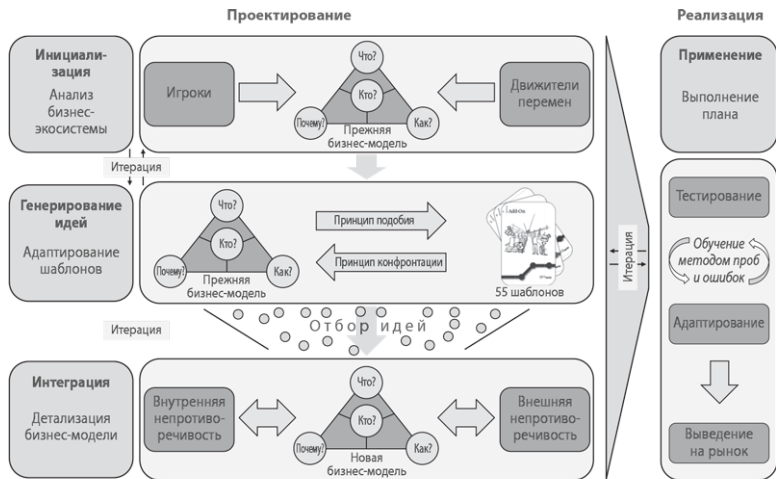 Проектирование
Реализация
Инициали-
зация
Анализ
бизнес-
экосистемы
Игроки
Что?
Кто?
Почему?
Как?
Прежняя
бизнес-модель
Движители
перемен
Итерация
Генерирование
идей
Адаптирование
шаблонов
Что?
Кто?
Почему?
Как?
Прежняя
бизнес-модель
Принцип подобия
Принцип конфронтации
Add-On
55 шаблонов
Итерация
Отбор идей
Интеграция
Детализация
бизнес-модели
Внутренняя
непротиво-
речивость
Что?
Кто?
Почему?
Как?
Новая
бизнес-модель
Внешняя
непротиво-
речивость
Итерация
Применение
Выполнение
плана
Тестирование
Обучение
методом проб
и ошибок
Адаптирование
Выведение
на рынок